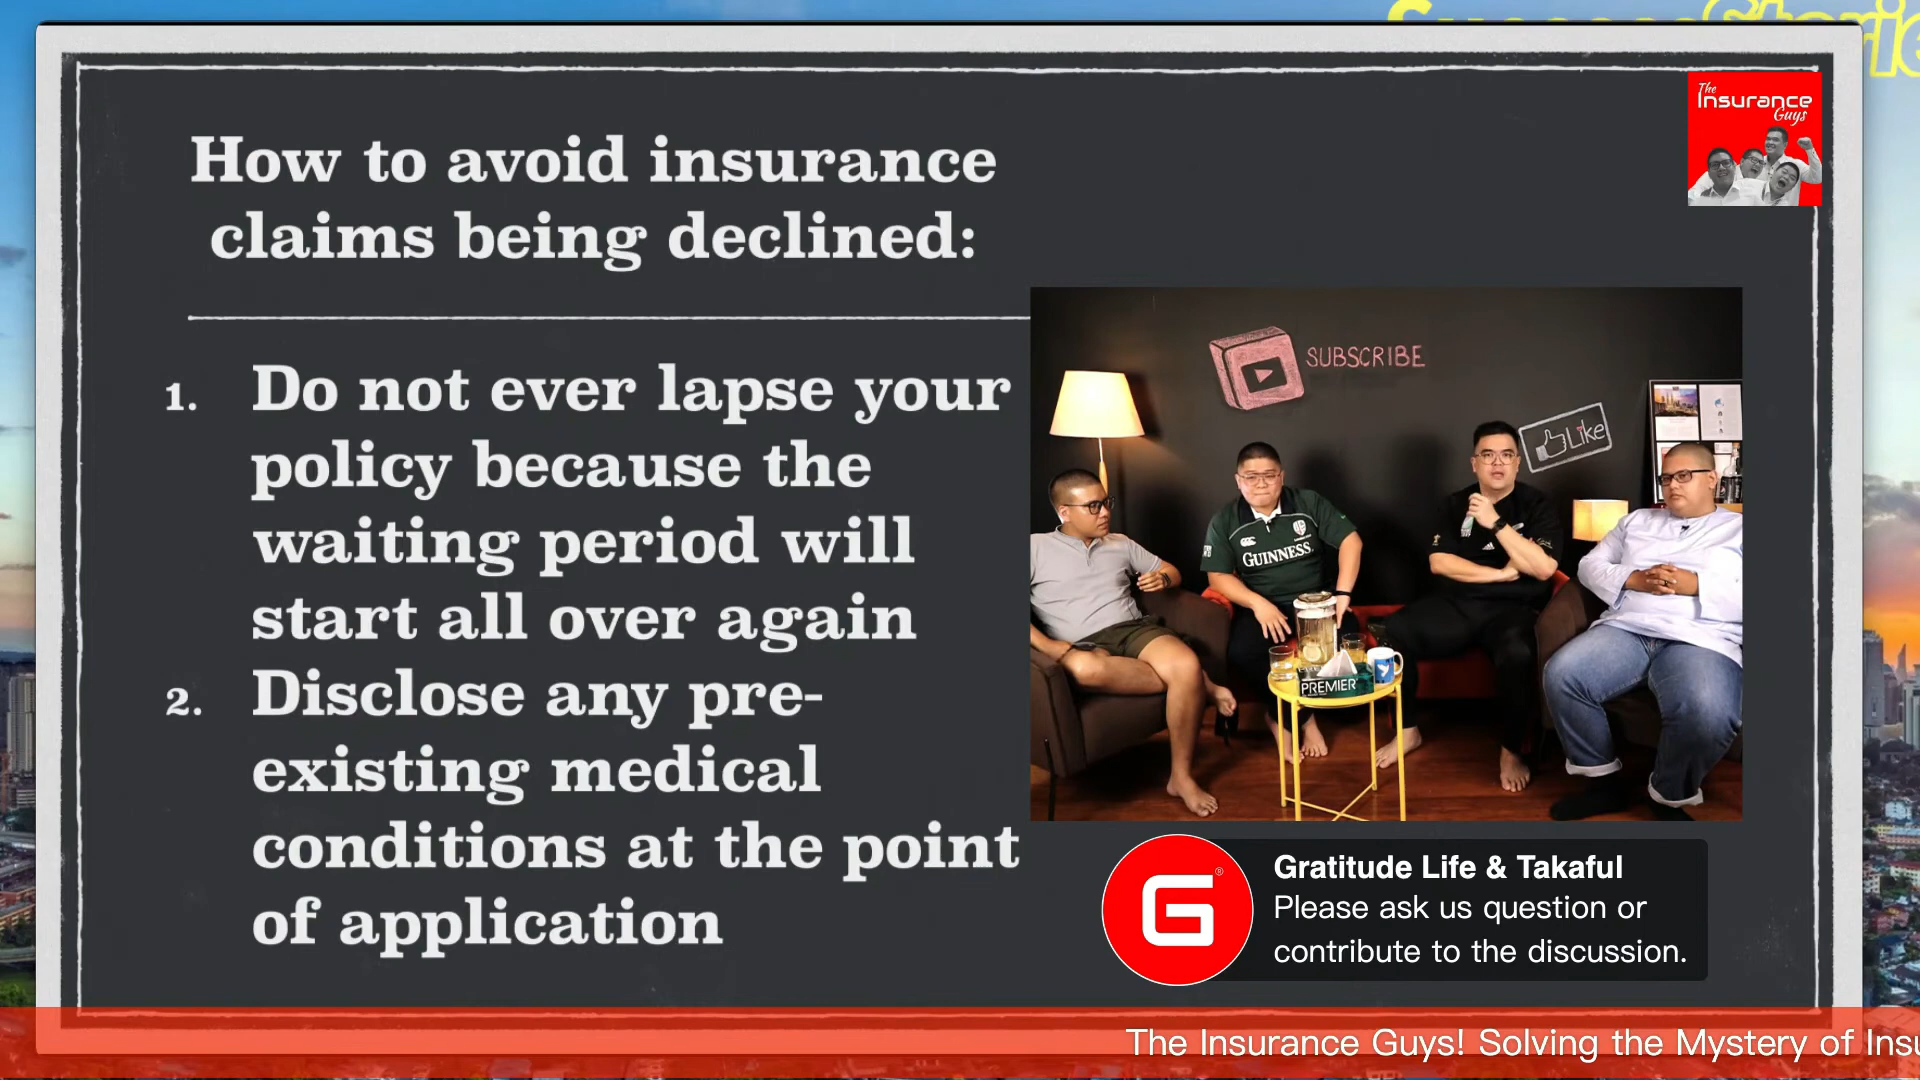 The
Insurance
Guys
How to avoid insurance
claims being declined:
1. Do not ever lapse your
policy because the
waiting period will
start all over again
2. Disclose any pre-
existing medical
conditions at the point
of application
SUBSCRIBE
Like
GUINNESS
PREMIER
G®
Gratitude Life & Takaful
Please ask us question or
contribute to the discussion.
The Insurance Guys! Solving the Mystery of